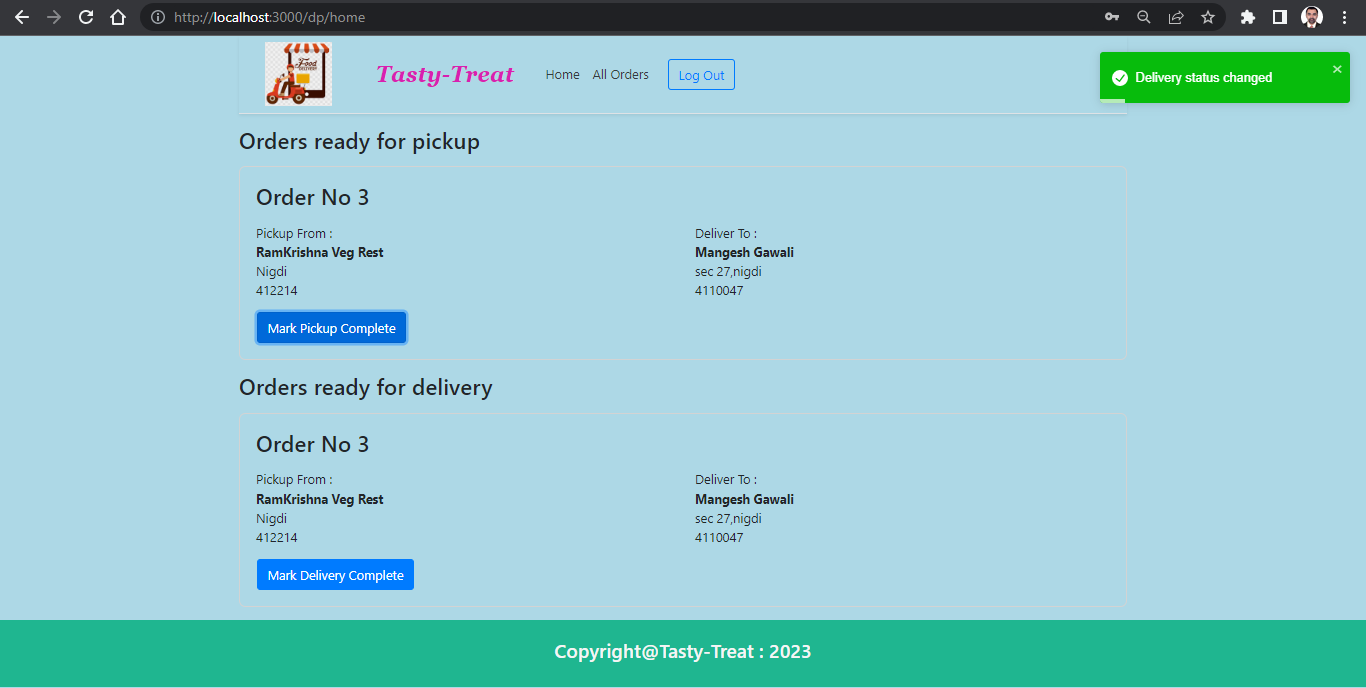 http://localhost:3000/dp/home
Food
DELIVERY
Tasty-Treat
Home
All Orders
Log Out
Delivery status changed
Orders ready for pickup
Order No 3
Pickup From :
RamKrishna Veg Rest
Nigdi
412214
Deliver To :
Mangesh Gawali
sec 27,nigdi
4110047
Mark Pickup Complete
Orders ready for delivery
Order No 3
Pickup From :
RamKrishna Veg Rest
Nigdi
412214
Deliver To :
Mangesh Gawali
sec 27,nigdi
4110047
Mark Delivery Complete
Copyright@Tasty-Treat : 2023